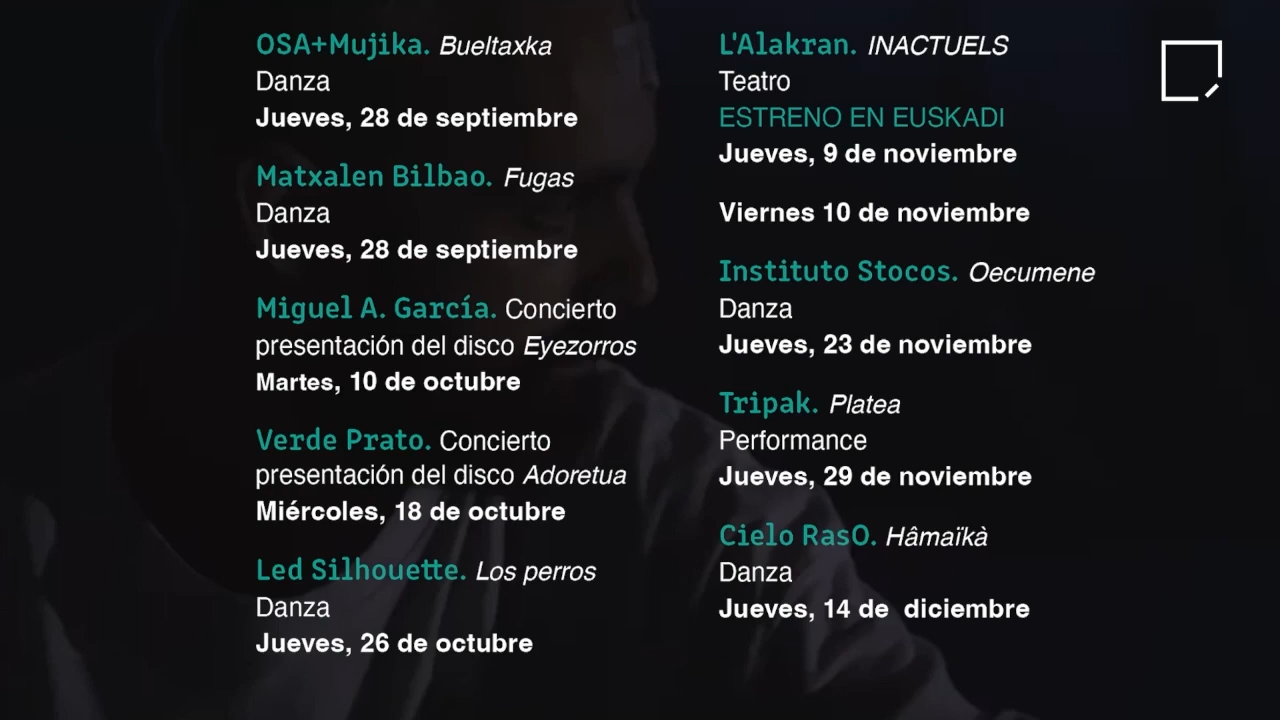 OSA+Mujika. Bueltaxka
Danza
Jueves, 28 de septiembre
Matxalen Bilbao. Fugas
Danza
Jueves, 28 de septiembre
Miguel A. García. Concierto
presentación del disco Eyezorros
Martes, 10 de octubre
Verde Prato. Concierto
presentación del disco Adoretua
Miércoles, 18 de octubre
Led Silhouette. Los perros
Danza
Jueves, 26 de octubre
L'Alakran. INACTUELS
Teatro
ESTRENO EN EUSKADI
Jueves, 9 de noviembre
Viernes 10 de noviembre
Instituto Stocos. Oecumene
Danza
Jueves, 23 de noviembre
Tripak. Platea
Performance
Jueves, 29 de noviembre
Cielo RasO. Hâmaïkà
Danza
Jueves, 14 de  diciembre